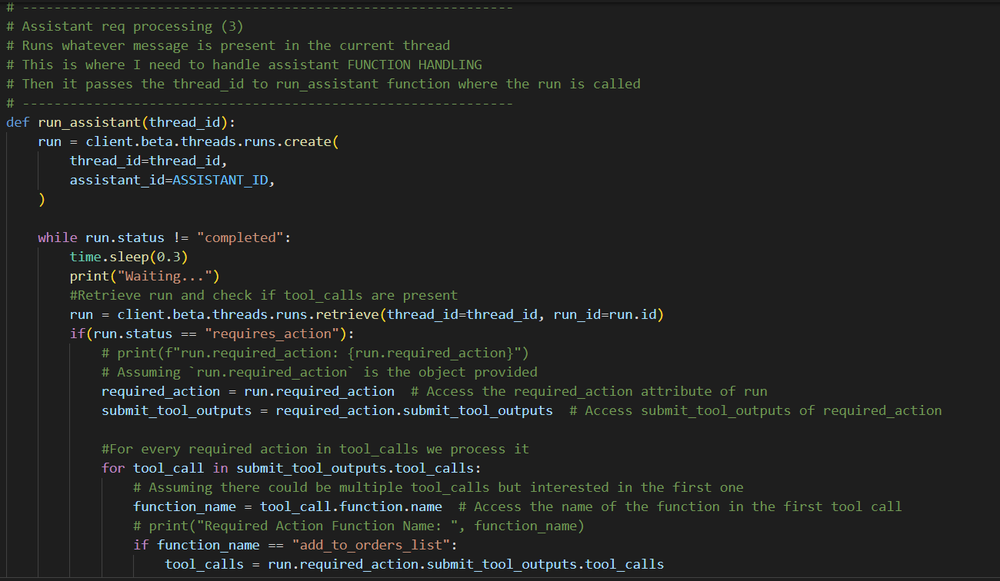 # --------------------------------------------------------------
# Assistant req processing (3)
# Runs whatever message is present in the current thread
# This is where I need to handle assistant FUNCTION HANDLING
# Then it passes the thread_id to run_assistant function where the run is called
# --------------------------------------------------------------
def run_assistant(thread_id):
    run = client.beta.threads.runs.create(
        thread_id=thread_id,
        assistant_id=ASSISTANT_ID,
    )

    while run.status != "completed":
        time.sleep(0.3)
        print("Waiting...")
        #Retrieve run and check if tool_calls are present
        run = client.beta.threads.runs.retrieve(thread_id=thread_id, run_id=run.id)
        if(run.status == "requires_action"):
            # print(f"run.required_action: {run.required_action}")
            # Assuming `run.required_action` is the object provided
            required_action = run.required_action  # Access the required_action attribute of run
            submit_tool_outputs = required_action.submit_tool_outputs  # Access submit_tool_outputs of required_action

            #For every required action in tool_calls we process it
            for tool_call in submit_tool_outputs.tool_calls:
                # Assuming there could be multiple tool_calls but interested in the first one
                function_name = tool_call.function.name  # Access the name of the function in the first tool call
                # print("Required Action Function Name: ", function_name)
                if function_name == "add_to_orders_list":
                    tool_calls = run.required_action.submit_tool_outputs.tool_calls